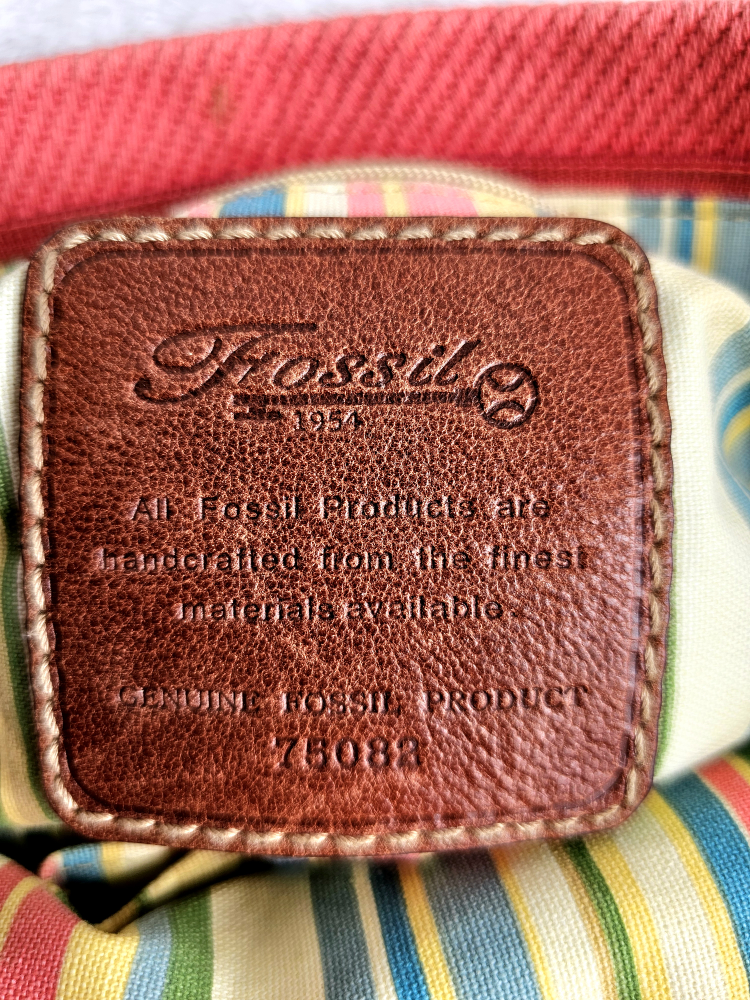 Fossil
1954
All Fossil Products are
handcrafted from the finest
materials available.
GENUINE FOSSIL PRODUCT
75082